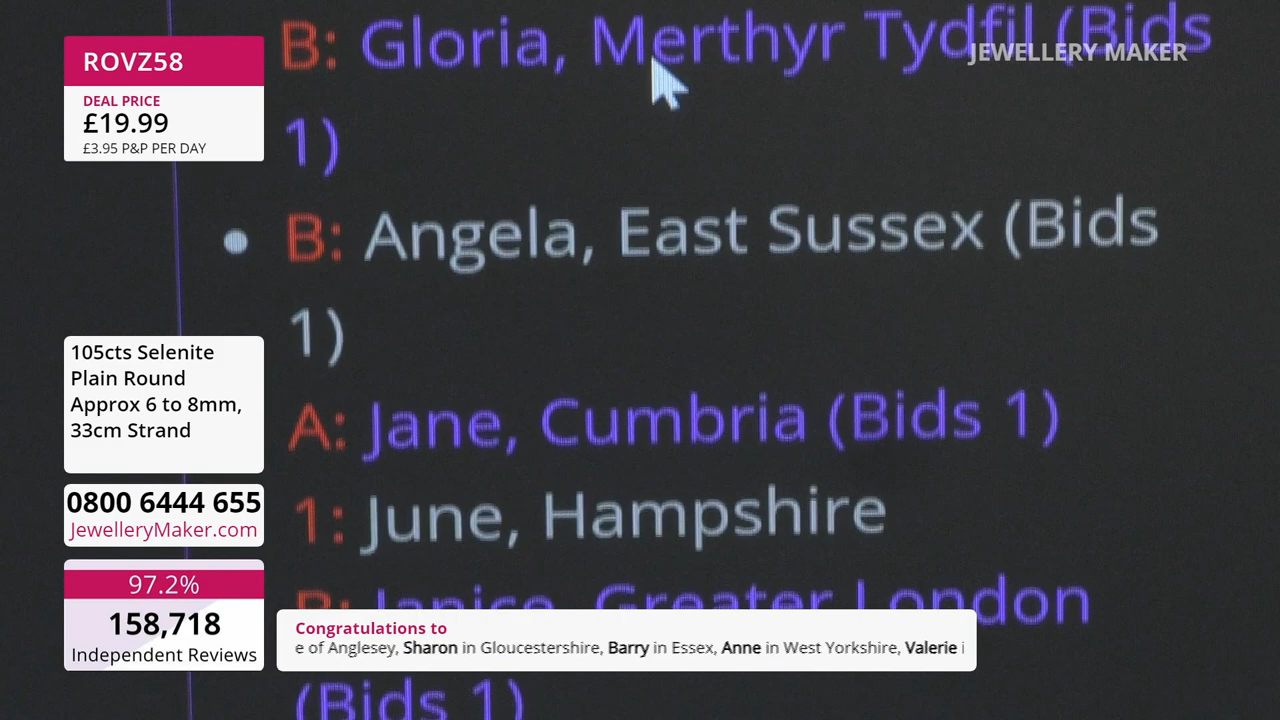 B: Gloria, Merthyr Tydfil (Bids
1)
JEWELLERY MAKER
ROVZ58
DEAL PRICE
£19.99
£3.95 P&P PER DAY
B: Angela, East Sussex (Bids
1)
A: Jane, Cumbria (Bids 1)
1: June, Hampshire
B: Janice, Greater London
(Bids 1)
105cts Selenite
Plain Round
Approx 6 to 8mm,
33cm Strand
0800 6444 655
JewelleryMaker.com
97.2%
158,718
Independent Reviews
Congratulations to
e of Anglesey, Sharon in Gloucestershire, Barry in Essex, Anne in West Yorkshire, Valerie i